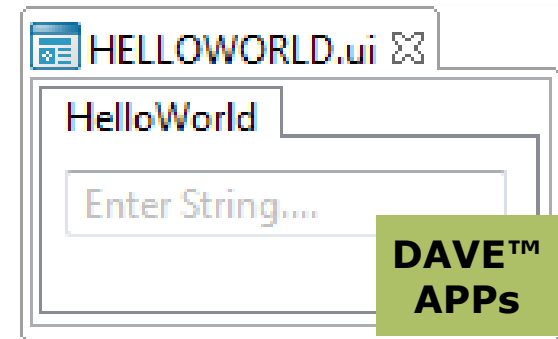 HELLOWORLD.ui
HelloWorld
Enter String....
DAVE™
APPs